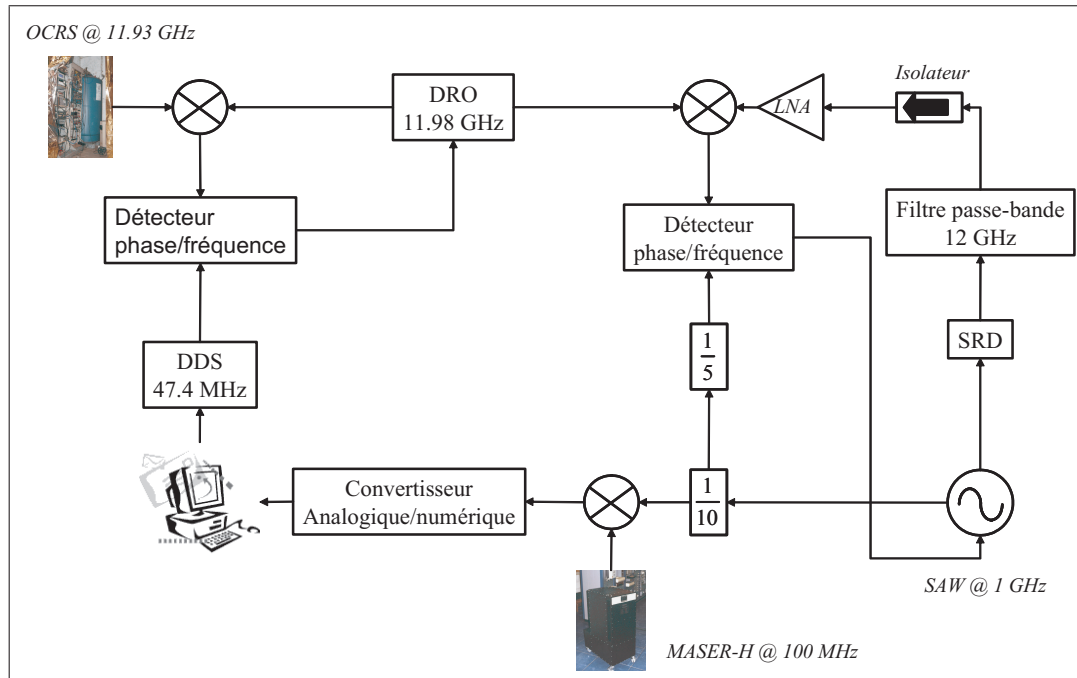 OCRS @ 11.93 GHz
DRO
11.98 GHz
LNA
Isolateur
Détecteur
phase/fréquence
Détecteur
phase/fréquence
Filtre passe-bande
12 GHz
SRD
1
5
DDS
47.4 MHz
Convertisseur
Analogique/numérique
1
10
SAW @ 1 GHz
MASER-H @ 100 MHz